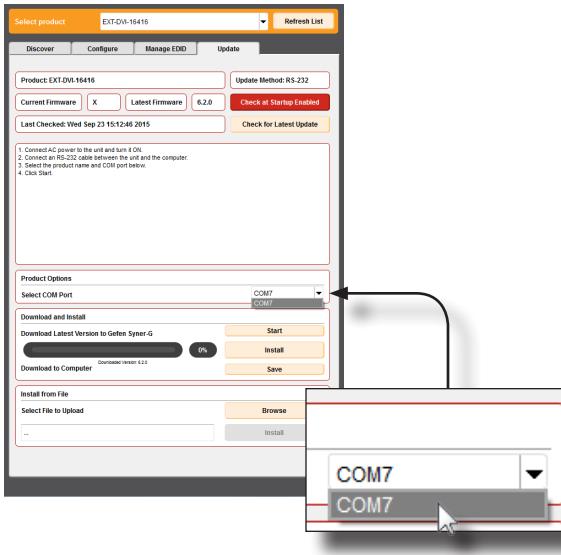 Select product EXT-DVI-16416 Refresh List
Discover Configure Manage EDID Update
Product: EXT-DVI-16416 Update Method: RS-232
Current Firmware X Latest Firmware 6.2.0 Check at Startup Enabled
Last Checked: Wed Sep 23 15:12:46 2015 Check for Latest Update
1. Connect AC power to the unit and turn it ON.
2. Connect an RS-232 cable between the unit and the computer.
3. Select the product name and COM port below.
4. Click Start.
Product Options
Select COM Port COM7
COM7
Download and Install
Download Latest Version to Gefen Syner-G Start
0% Install
Downloaded Version: 6.2.0
Download to Computer Save
Install from File
Select File to Upload Browse
... Install
COM7
COM7